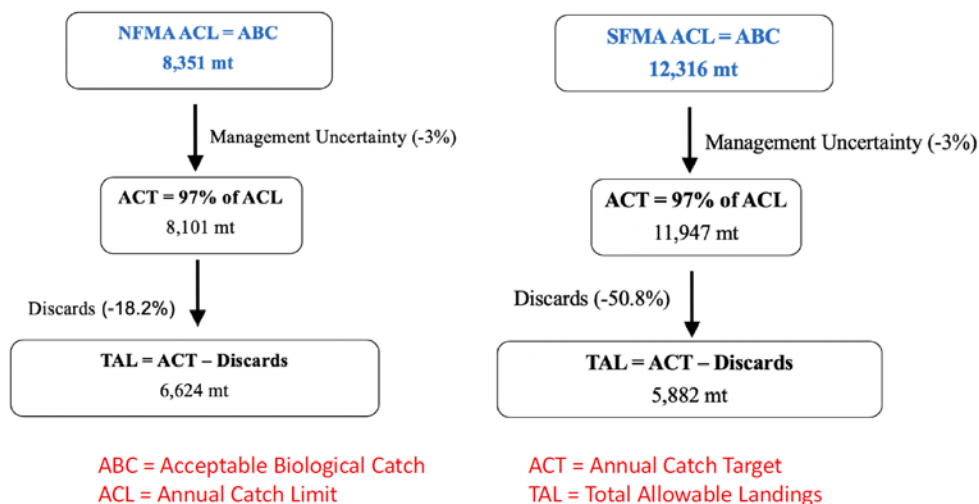 NFMA ACL = ABC
8,351 mt
Management Uncertainty (-3%)
ACT = 97% of ACL
8,101 mt
Discards (-18.2%)
TAL = ACT – Discards
6,624 mt
SFMA ACL = ABC
12,316 mt
Management Uncertainty (-3%)
ACT = 97% of ACL
11,947 mt
Discards (-50.8%)
TAL = ACT – Discards
5,882 mt
ABC = Acceptable Biological Catch
ACL = Annual Catch Limit
ACT = Annual Catch Target
TAL = Total Allowable Landings